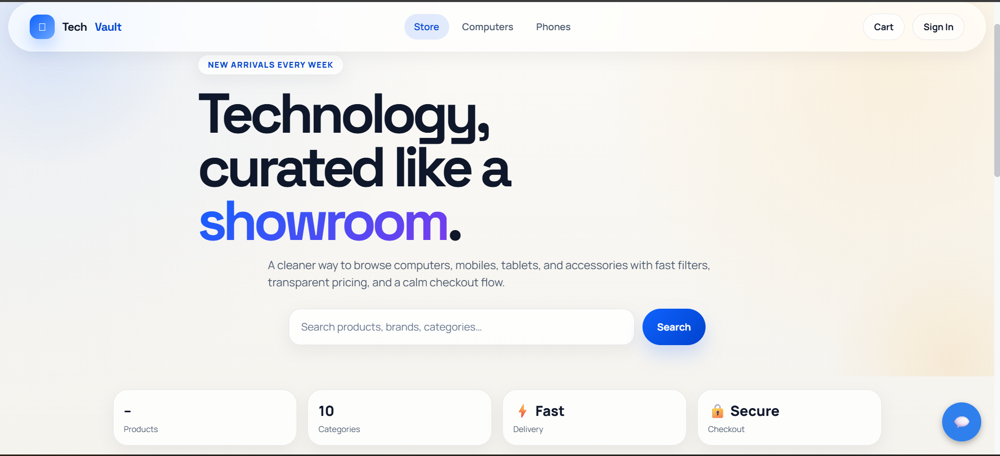 Tech Vault
Store
Computers
Phones
Cart
Sign In
NEW ARRIVALS EVERY WEEK
Technology,
curated like a
showroom.
A cleaner way to browse computers, mobiles, tablets, and accessories with fast filters,
transparent pricing, and a calm checkout flow.
Search products, brands, categories...
Search
–
Products
10
Categories
⚡ Fast
Delivery
🔒 Secure
Checkout